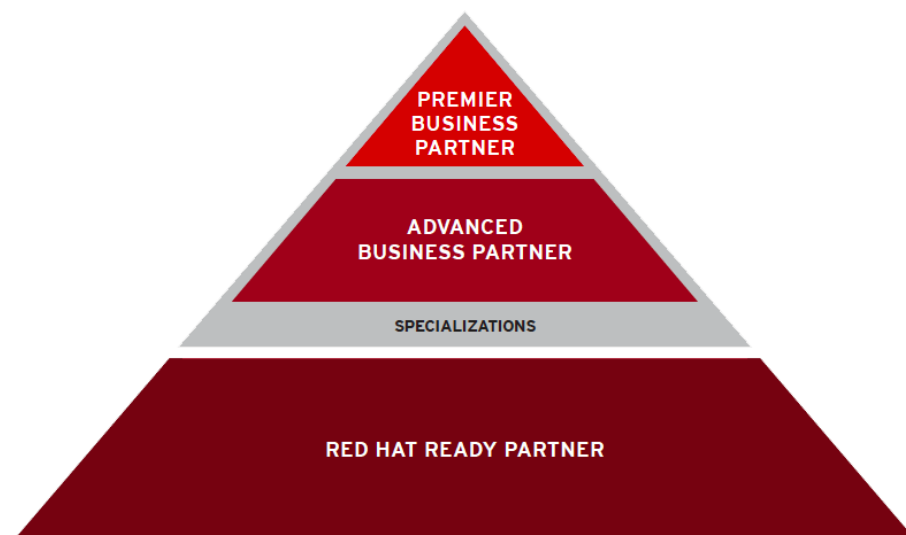 PREMIER
BUSINESS
PARTNER
ADVANCED
BUSINESS PARTNER
SPECIALIZATIONS
RED HAT READY PARTNER